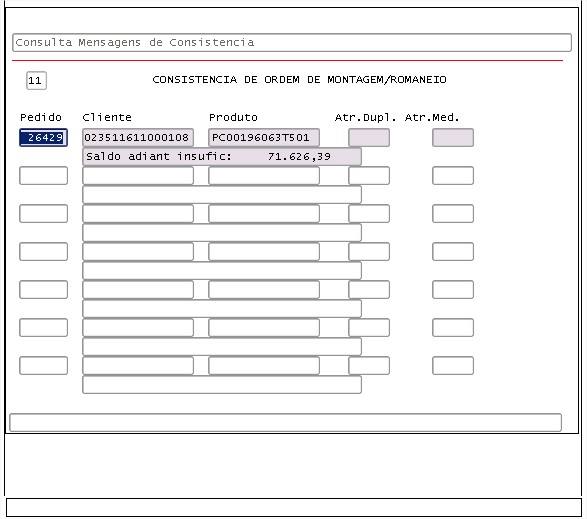 Consulta Mensagens de Consistencia
11 CONSISTENCIA DE ORDEM DE MONTAGEM/ROMANEIO
Pedido Cliente Produto Atr.Dupl. Atr.Med.
26429 023511611000108 PC00196063T501
Saldo adiant insufic: 71.626,39